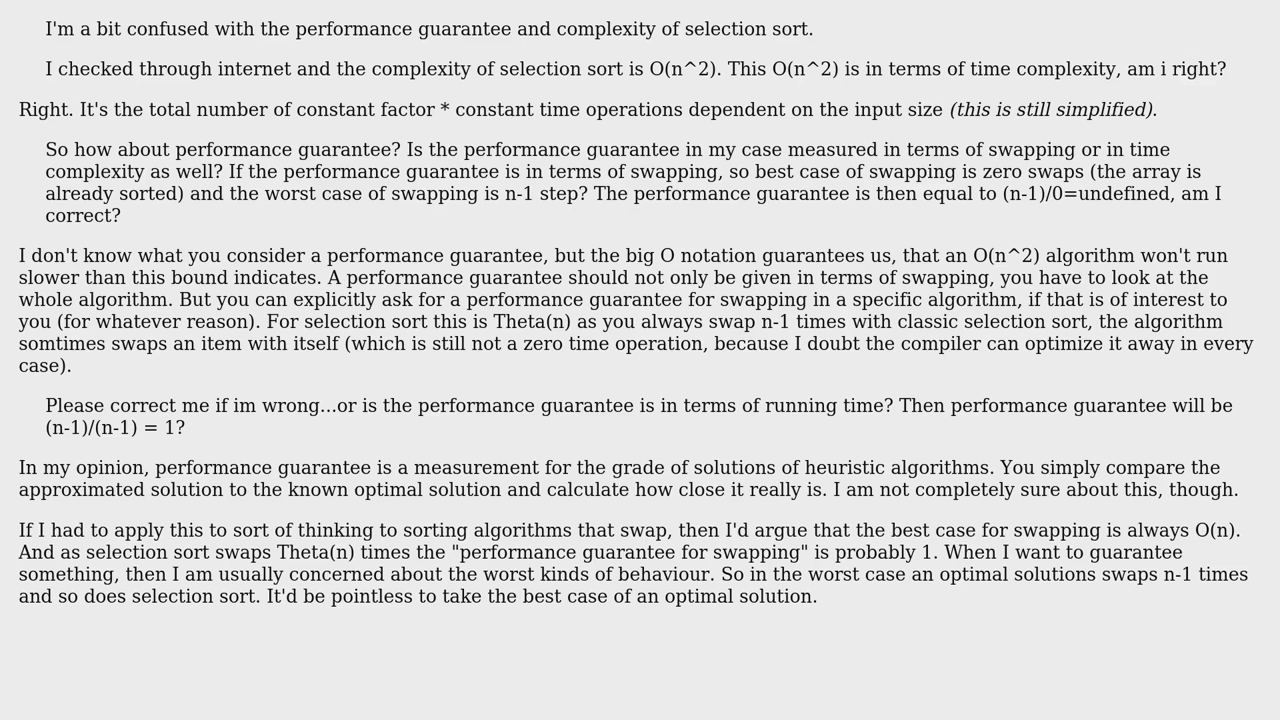 I'm a bit confused with the performance guarantee and complexity of selection sort.
I checked through internet and the complexity of selection sort is O(n^2). This O(n^2) is in terms of time complexity, am i right?
Right. It's the total number of constant factor * constant time operations dependent on the input size (this is still simplified).
So how about performance guarantee? Is the performance guarantee in my case measured in terms of swapping or in time
complexity as well? If the performance guarantee is in terms of swapping, so best case of swapping is zero swaps (the array is
already sorted) and the worst case of swapping is n-1 step? The performance guarantee is then equal to (n-1)/0=undefined, am I
correct?
I don't know what you consider a performance guarantee, but the big O notation guarantees us, that an O(n^2) algorithm won't run
slower than this bound indicates. A performance guarantee should not only be given in terms of swapping, you have to look at the
whole algorithm. But you can explicitly ask for a performance guarantee for swapping in a specific algorithm, if that is of interest to
you (for whatever reason). For selection sort this is Theta(n) as you always swap n-1 times with classic selection sort, the algorithm
somtimes swaps an item with itself (which is still not a zero time operation, because I doubt the compiler can optimize it away in every
case).
Please correct me if im wrong...or is the performance guarantee is in terms of running time? Then performance guarantee will be
(n-1)/(n-1) = 1?
In my opinion, performance guarantee is a measurement for the grade of solutions of heuristic algorithms. You simply compare the
approximated solution to the known optimal solution and calculate how close it really is. I am not completely sure about this, though.
If I had to apply this to sort of thinking to sorting algorithms that swap, then I'd argue that the best case for swapping is always O(n).
And as selection sort swaps Theta(n) times the "performance guarantee for swapping" is probably 1. When I want to guarantee
something, then I am usually concerned about the worst kinds of behaviour. So in the worst case an optimal solutions swaps n-1 times
and so does selection sort. It'd be pointless to take the best case of an optimal solution.